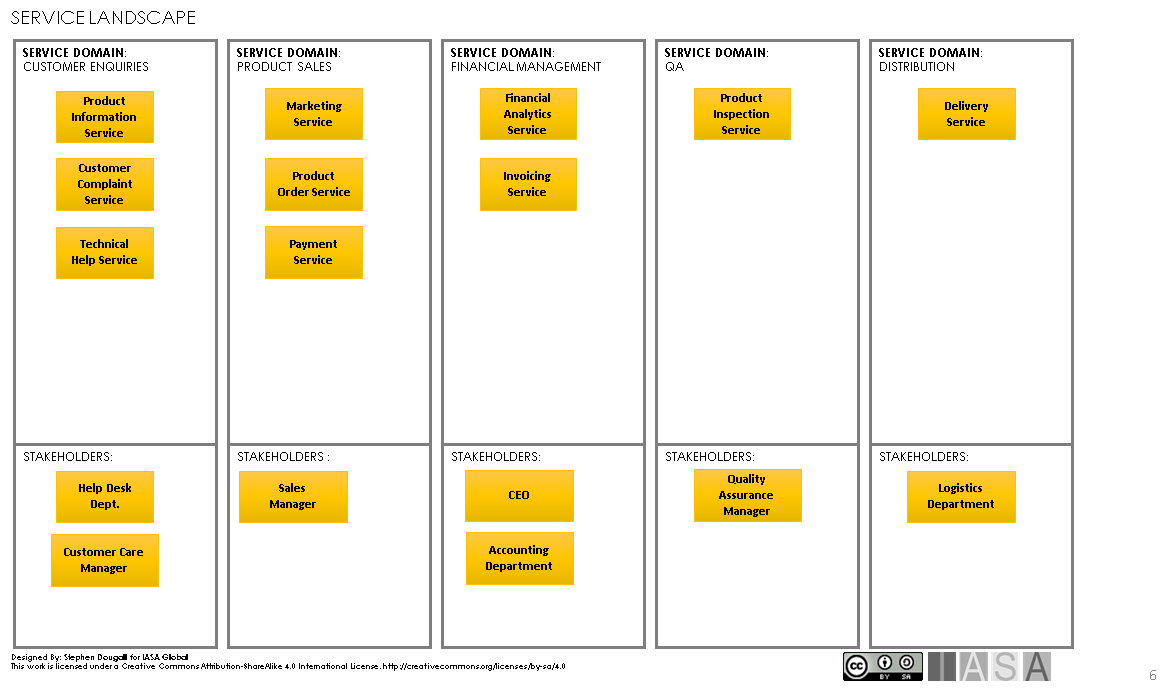 SERVICE LANDSCAPE
SERVICE DOMAIN:
CUSTOMER ENQUIRIES
Product
Information
Service
Customer
Complaint
Service
Technical
Help Service
STAKEHOLDERS:
Help Desk
Dept.
Customer Care
Manager
SERVICE DOMAIN:
PRODUCT SALES
Marketing
Service
Product
Order Service
Payment
Service
STAKEHOLDERS :
Sales
Manager
SERVICE DOMAIN:
FINANCIAL MANAGEMENT
Financial
Analytics
Service
Invoicing
Service
STAKEHOLDERS:
CEO
Accounting
Department
SERVICE DOMAIN:
QA
Product
Inspection
Service
STAKEHOLDERS:
Quality
Assurance
Manager
SERVICE DOMAIN:
DISTRIBUTION
Delivery
Service
STAKEHOLDERS:
Logistics
Department
Designed By: Stephen Dougall for IASA Global
This work is licensed under a Creative Commons Attribution-ShareAlike 4.0 International License. http://creativecommons.org/licenses/by-sa/4.0
cc
BY SA
IASA
6